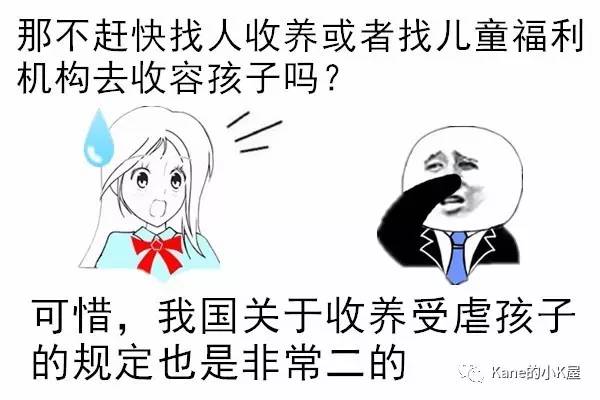 那不赶快找人收养或者找儿童福利
机构去收容孩子吗？
可惜，我国关于收养受虐孩子
的规定也是非常二的
Kane的小K屋